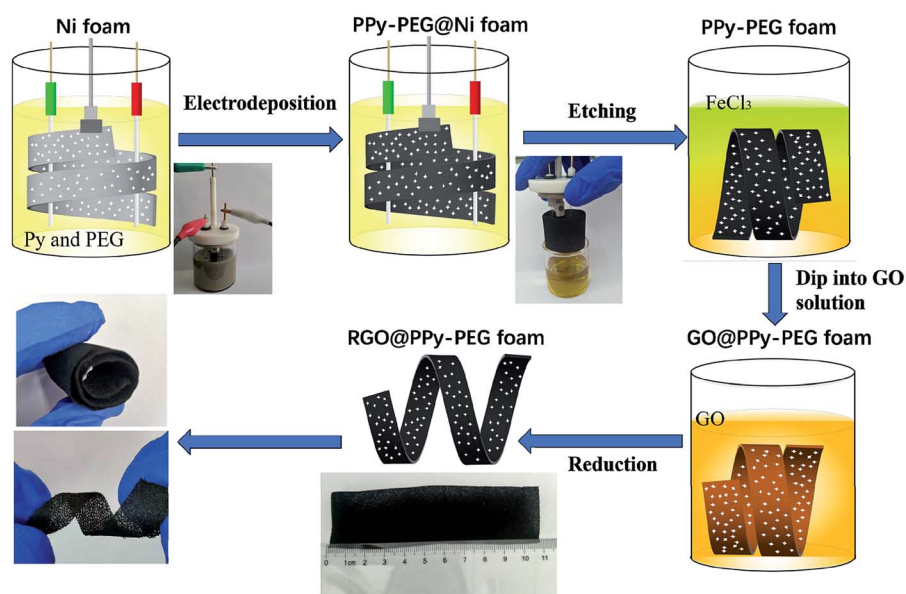 Ni foam
PPy-PEG@Ni foam
PPy-PEG foam
Electrodeposition
Etching
FeCl₃
Py and PEG
Dip into GO
solution
RGO@PPy-PEG foam
GO@PPy-PEG foam
GO
Reduction
0 1cm 2 3 4 5 6 7 8 9 10 11